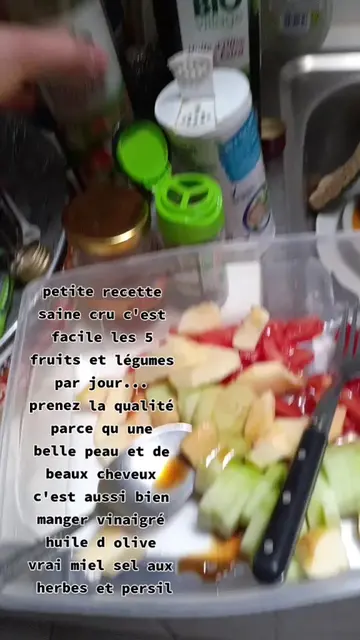 BIO
village
petite recette
saine cru c'est
facile les 5
fruits et légumes
par jour...
prenez la qualité
parce qu une
belle peau et de
beaux cheveux
c'est aussi bien
manger vinaigré
huile d olive
vrai miel sel aux
herbes et persil